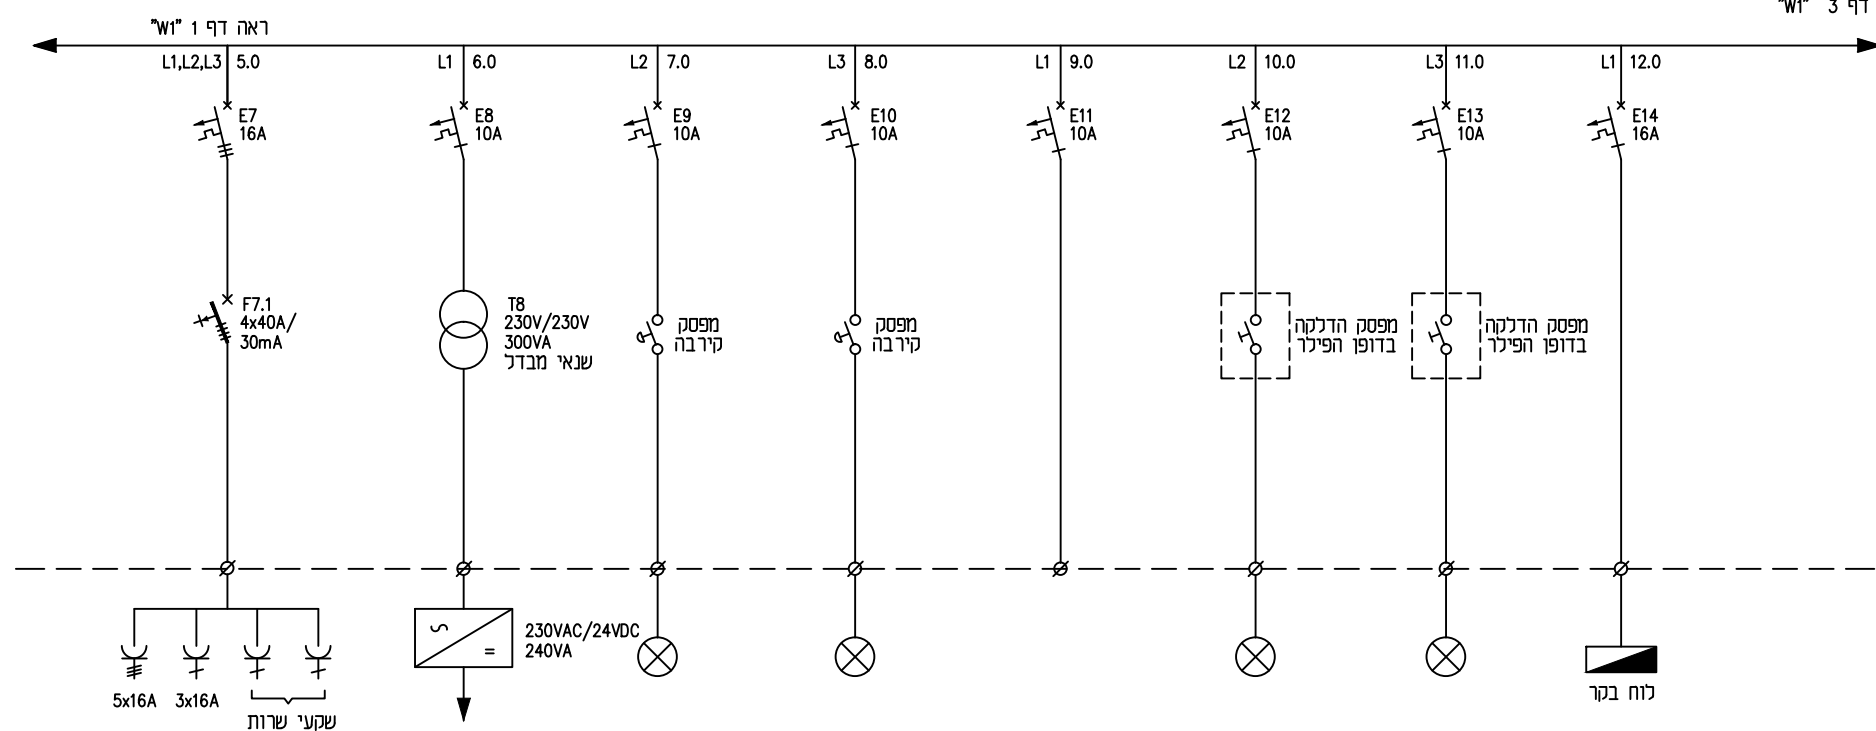 ראה דף 1 "W1"
דף 3 "W1"
L1,L2,L3 5.0
L1 6.0
L2 7.0
L3 8.0
L1 9.0
L2 10.0
L3 11.0
L1 12.0
E7
16A
E8
10A
E9
10A
E10
10A
E11
10A
E12
10A
E13
10A
E14
16A
F7.1
4x40A/
30mA
T8
230V/230V
300VA
שנאי מבדל
מפסק
קירבה
מפסק
קירבה
מפסק הדלקה
בדופן הפילר
מפסק הדלקה
בדופן הפילר
230VAC/24VDC
240VA
=
5x16A
3x16A
שקעי שרות
לוח בקר